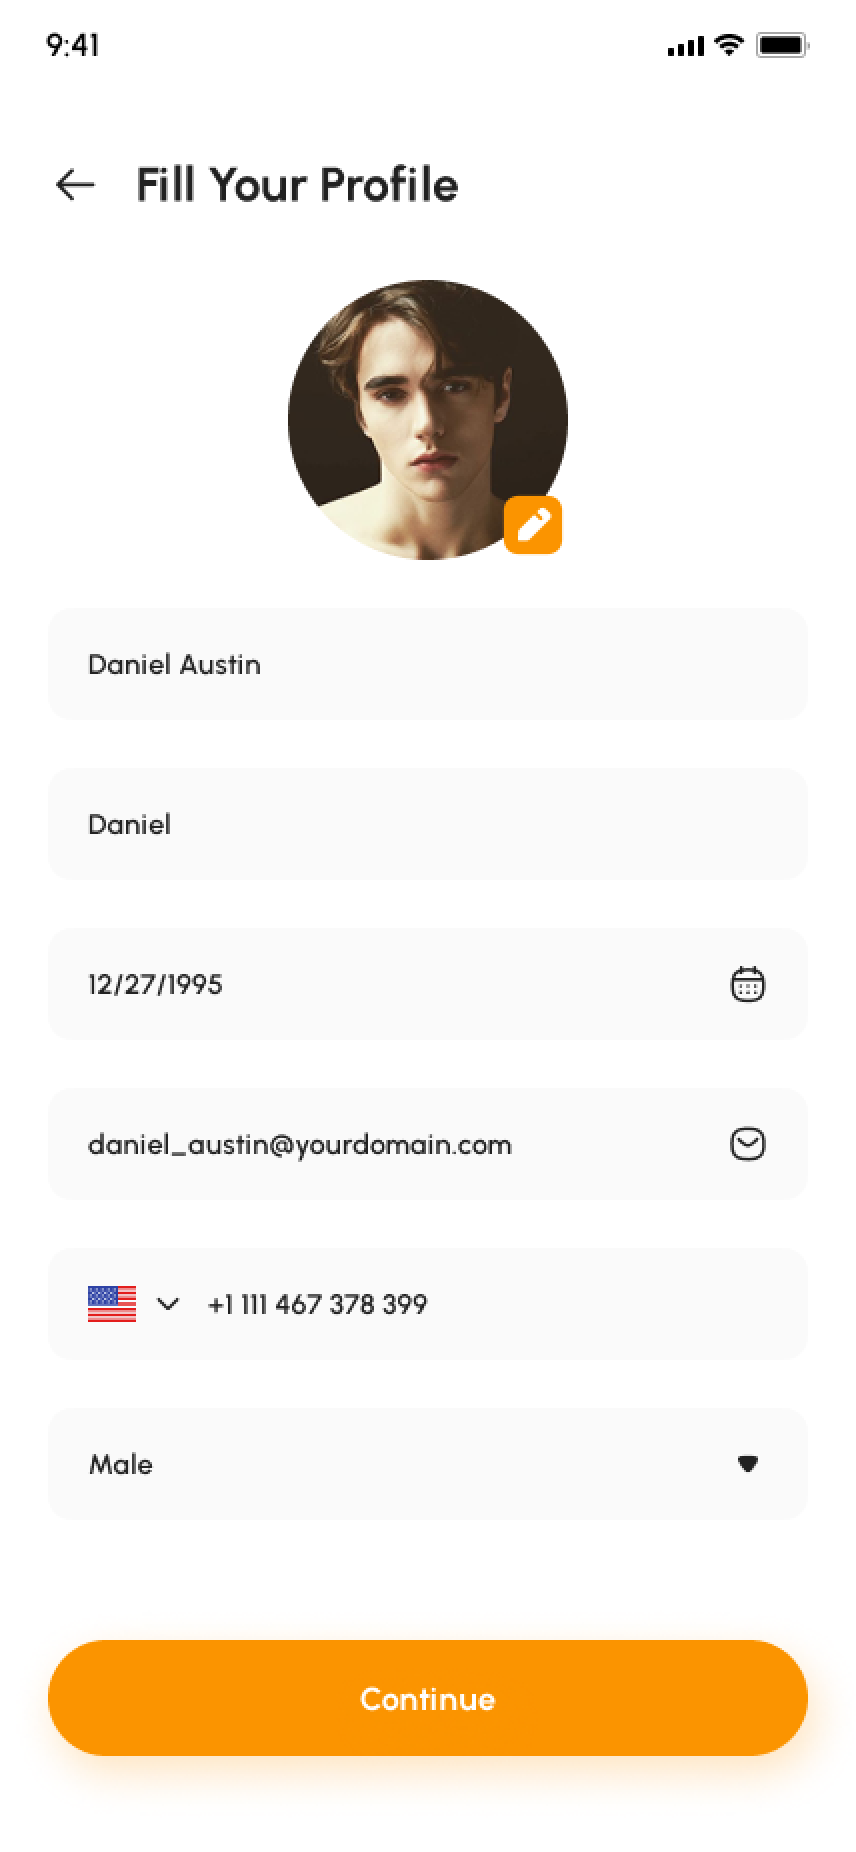 9:41
Fill Your Profile
Daniel Austin
Daniel
12/27/1995
daniel_austin@yourdomain.com
+1 111 467 378 399
Male
Continue